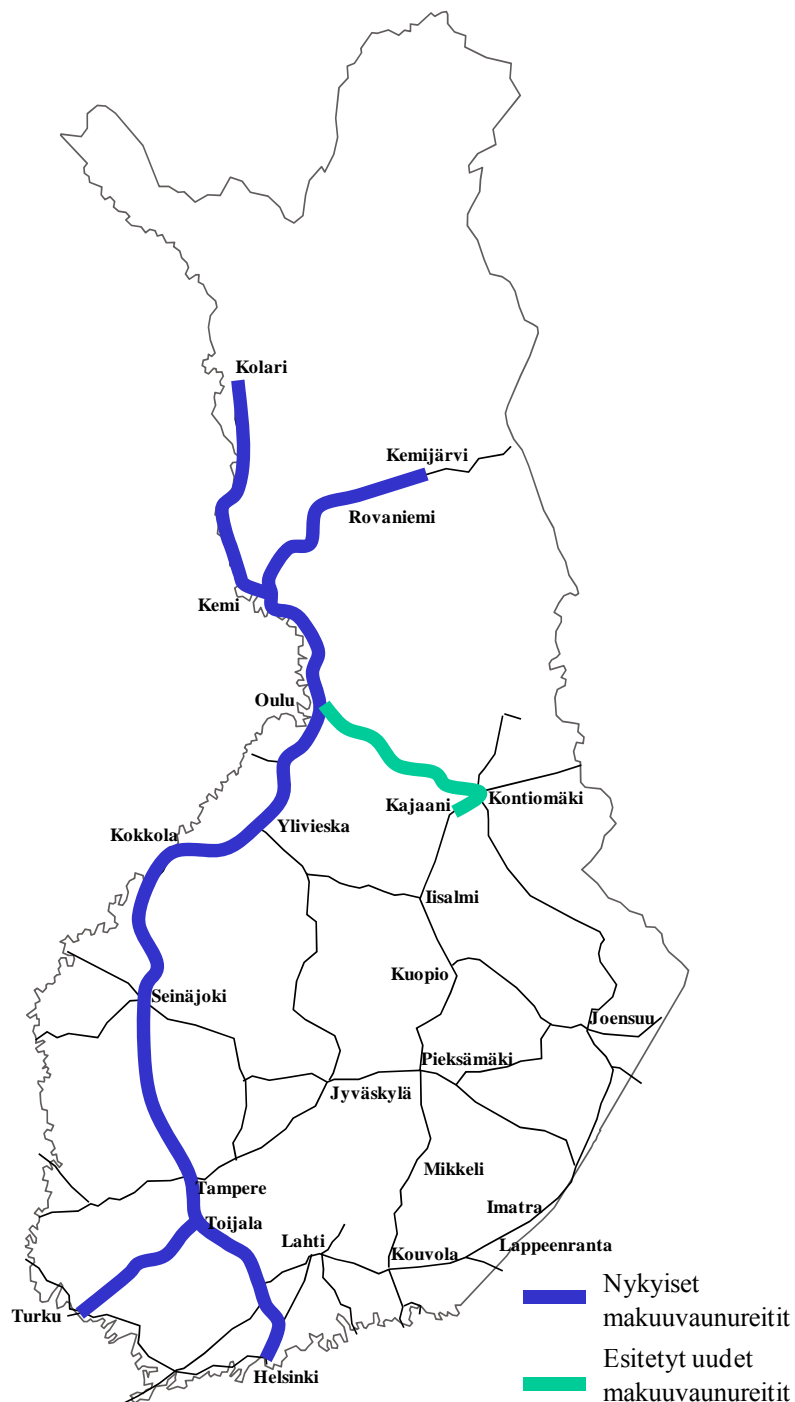 Kolari
Kemijärvi
Rovaniemi
Kemi
Oulu
Kajaani
Kontiomäki
Kokkola
Ylivieska
Iisalmi
Kuopio
Seinäjoki
Joensuu
Pieksämäki
Jyväskylä
Mikkeli
Tampere
Imatra
Toijala
Lahti
Kouvola
Lappeenranta
Turku
Helsinki
Nykyiset
makuuvaunureitit
Esitetyt uudet
makuuvaunureitit